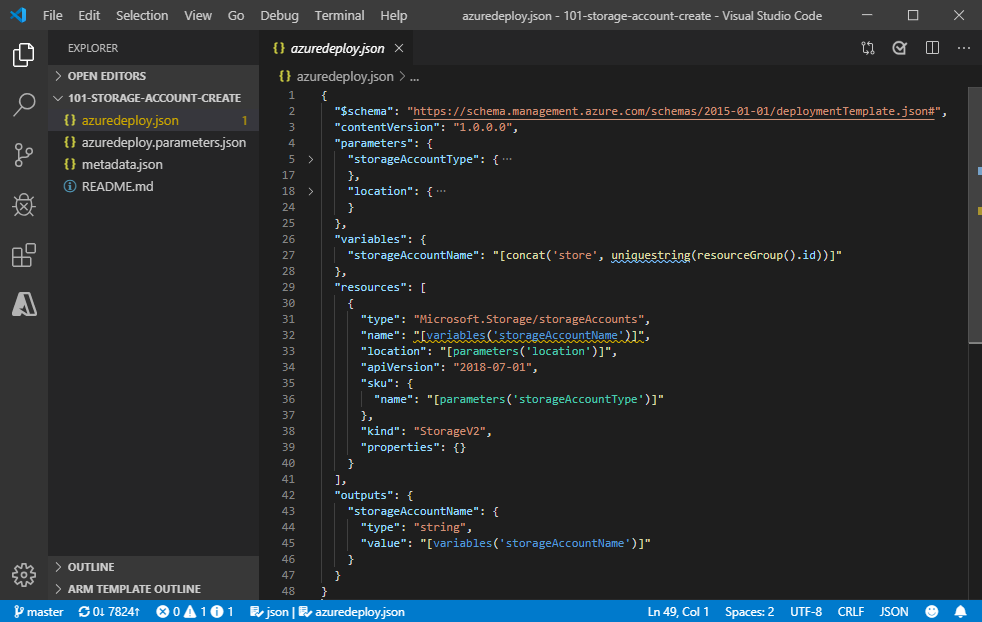 File Edit Selection View Go Debug Terminal Help azuredeploy.json - 101-storage-account-create - Visual Studio Code
EXPLORER
OPEN EDITORS
101-STORAGE-ACCOUNT-CREATE
{} azuredeploy.json 1
{} azuredeploy.parameters.json
{} metadata.json
README.md
OUTLINE
ARM TEMPLATE OUTLINE
{} azuredeploy.json
{} azuredeploy.json > ...
1 {
2 "$schema": "https://schema.management.azure.com/schemas/2015-01-01/deploymentTemplate.json#",
3 "contentVersion": "1.0.0.0",
4 "parameters": {
5 "storageAccountType": { ...
17 },
18 "location": { ...
24 }
25 },
26 "variables": {
27 "storageAccountName": "[concat('store', uniquestring(resourceGroup().id))]"
28 },
29 "resources": [
30 {
31 "type": "Microsoft.Storage/storageAccounts",
32 "name": "[variables('storageAccountName')]",
33 "location": "[parameters('location')]",
34 "apiVersion": "2018-07-01",
35 "sku": {
36 "name": "[parameters('storageAccountType')]"
37 },
38 "kind": "StorageV2",
39 "properties": {}
40 }
41 ],
42 "outputs": {
43 "storageAccountName": {
44 "type": "string",
45 "value": "[variables('storageAccountName')]"
46 }
47 }
48 }
master 0↓ 7824↑ 0 1 1 json | azuredeploy.json Ln 49, Col 1 Spaces: 2 UTF-8 CRLF JSON